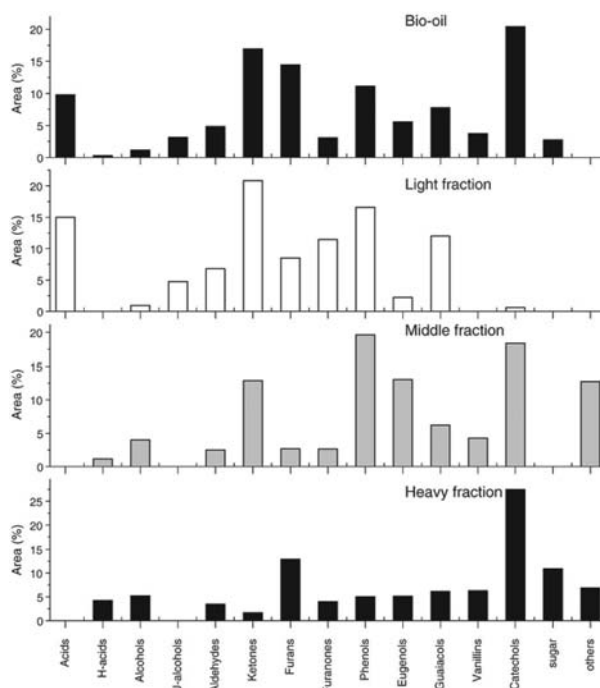 Bio-oil
Area (%)
20
15
10
5
0
Light fraction
Area (%)
20
15
10
5
0
Middle fraction
Area (%)
20
15
10
5
0
Heavy fraction
Area (%)
25
20
15
10
5
0
Acids
H-acids
Alcohols
-alcohols
Aldehydes
Ketones
Furans
Furanones
Phenols
Eugenols
Guaiacols
Vanillins
Catechols
sugar
others